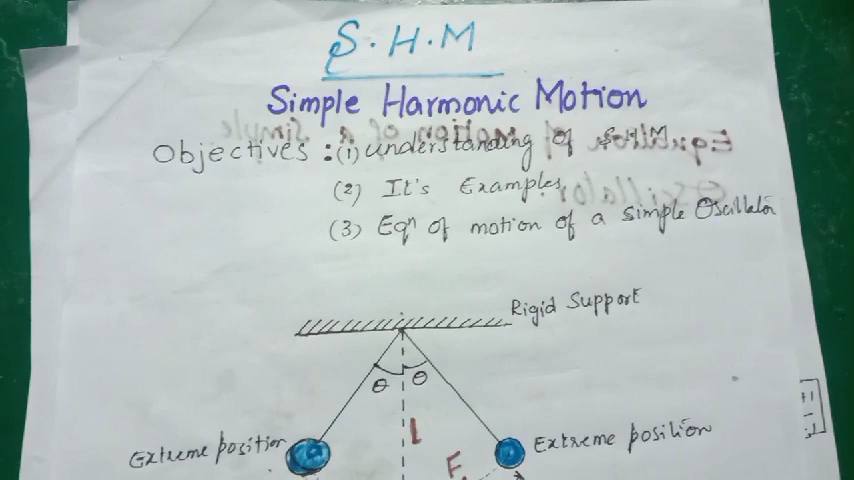 S.H.M
Simple Harmonic Motion
Objectives : (1) understanding of SHM
(2) It's Examples,
(3) Eqn of motion of a simple Oscillator
Rigid Support
θ θ
l
Extreme position
Extreme position
F